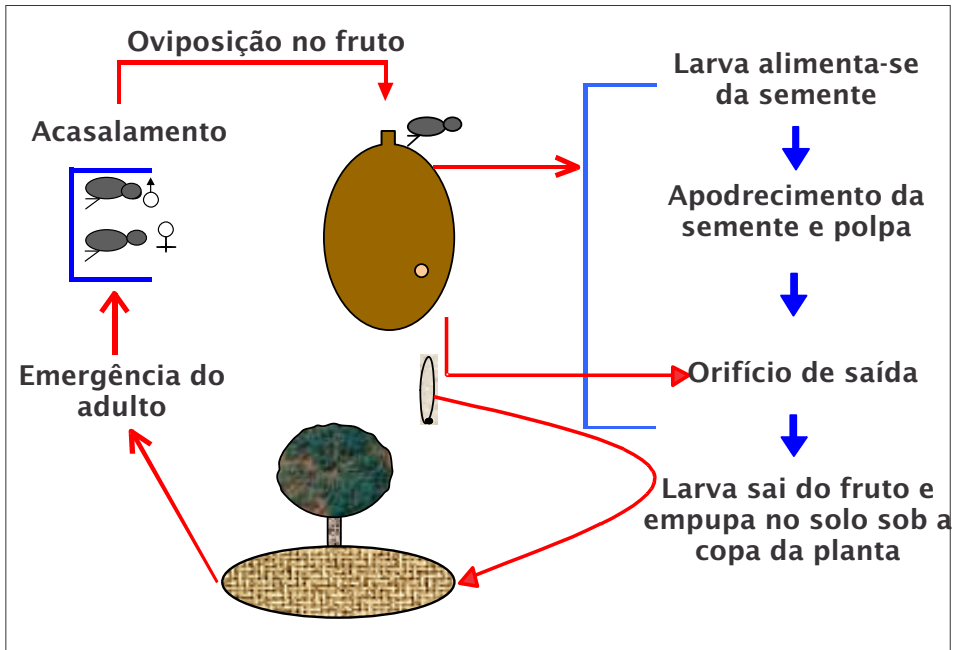 Oviposição no fruto
Acasalamento
Emergência do
adulto
Larva alimenta-se
da semente
Apodrecimento da
semente e polpa
Orifício de saída
Larva sai do fruto e
empupa no solo sob a
copa da planta